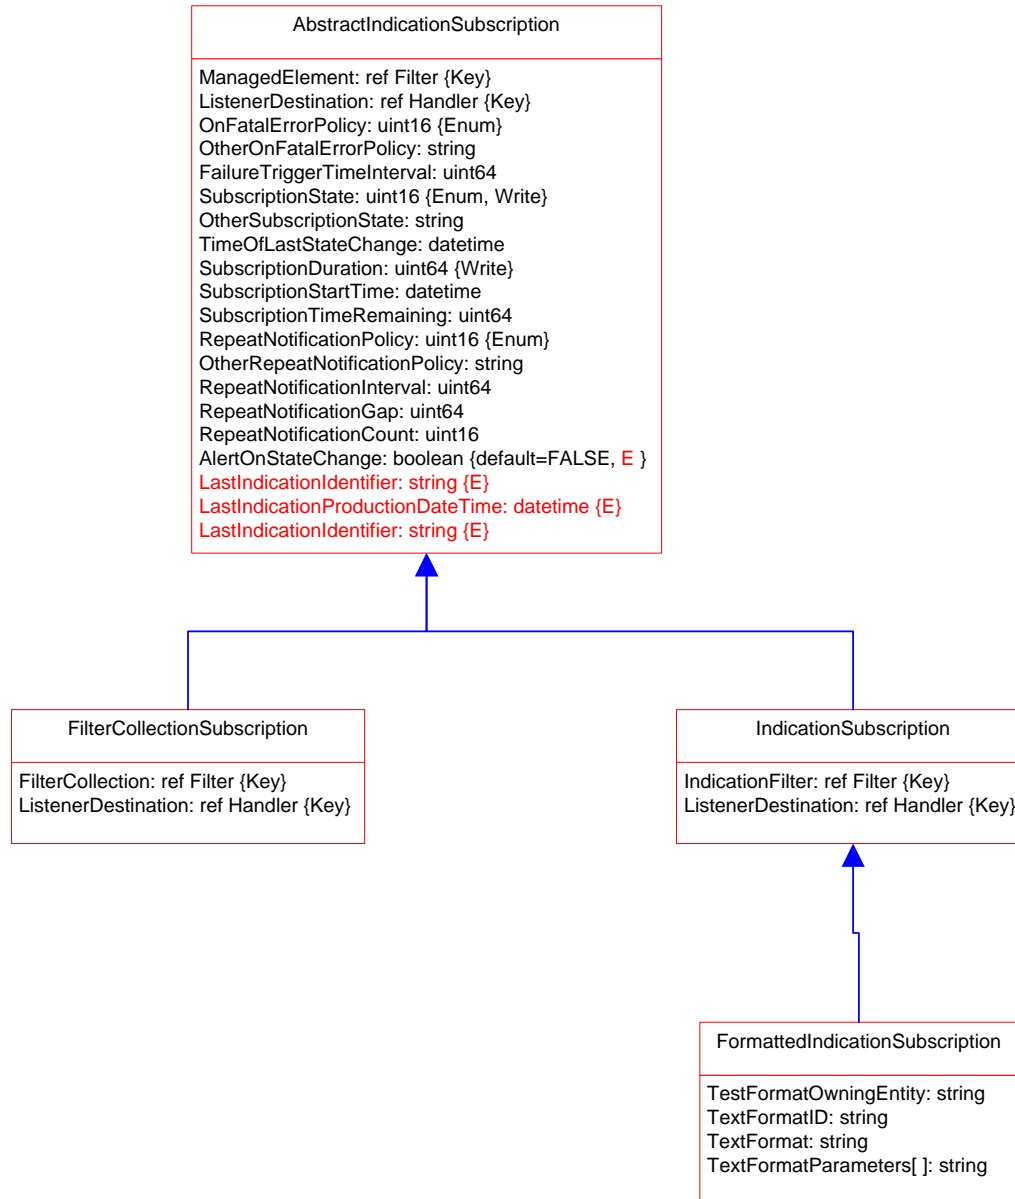 AbstractIndicationSubscription
ManagedElement: ref Filter {Key}
ListenerDestination: ref Handler {Key}
OnFatalErrorPolicy: uint16 {Enum}
OtherOnFatalErrorPolicy: string
FailureTriggerTimeInterval: uint64
SubscriptionState: uint16 {Enum, Write}
OtherSubscriptionState: string
TimeOfLastStateChange: datetime
SubscriptionDuration: uint64 {Write}
SubscriptionStartTime: datetime
SubscriptionTimeRemaining: uint64
RepeatNotificationPolicy: uint16 {Enum}
OtherRepeatNotificationPolicy: string
RepeatNotificationInterval: uint64
RepeatNotificationGap: uint64
RepeatNotificationCount: uint16
AlertOnStateChange: boolean {default=FALSE, E }
LastIndicationIdentifier: string {E}
LastIndicationProductionDateTime: datetime {E}
LastIndicationIdentifier: string {E}
FilterCollectionSubscription
FilterCollection: ref Filter {Key}
ListenerDestination: ref Handler {Key}
IndicationSubscription
IndicationFilter: ref Filter {Key}
ListenerDestination: ref Handler {Key}
FormattedIndicationSubscription
TestFormatOwningEntity: string
TextFormatID: string
TextFormat: string
TextFormatParameters[ ]: string